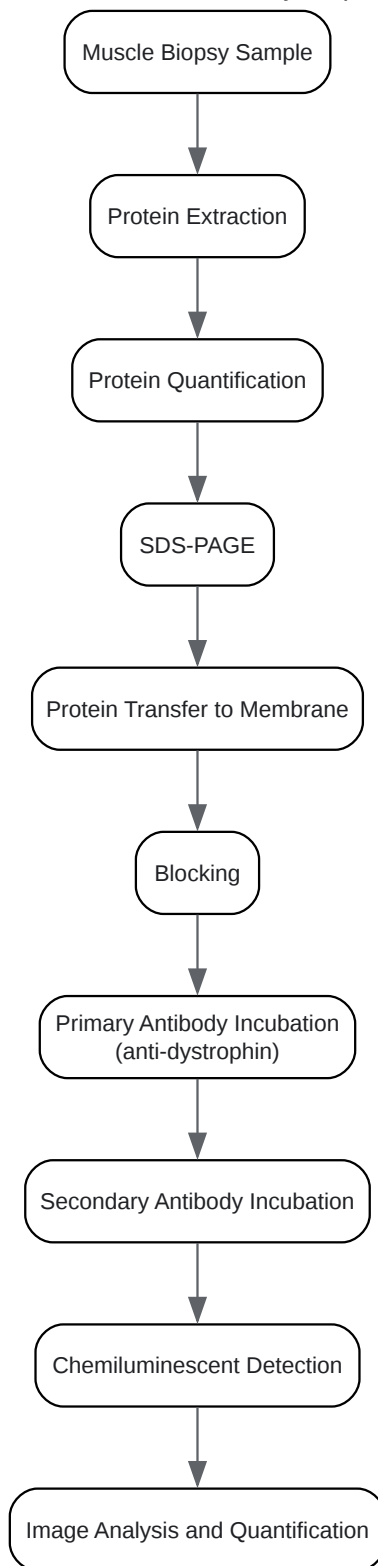 Muscle Biopsy Sample
Protein Extraction
Protein Quantification
SDS-PAGE
Protein Transfer to Membrane
Blocking
Primary Antibody Incubation
(anti-dystrophin)
Secondary Antibody Incubation
Chemiluminescent Detection
Image Analysis and Quantification